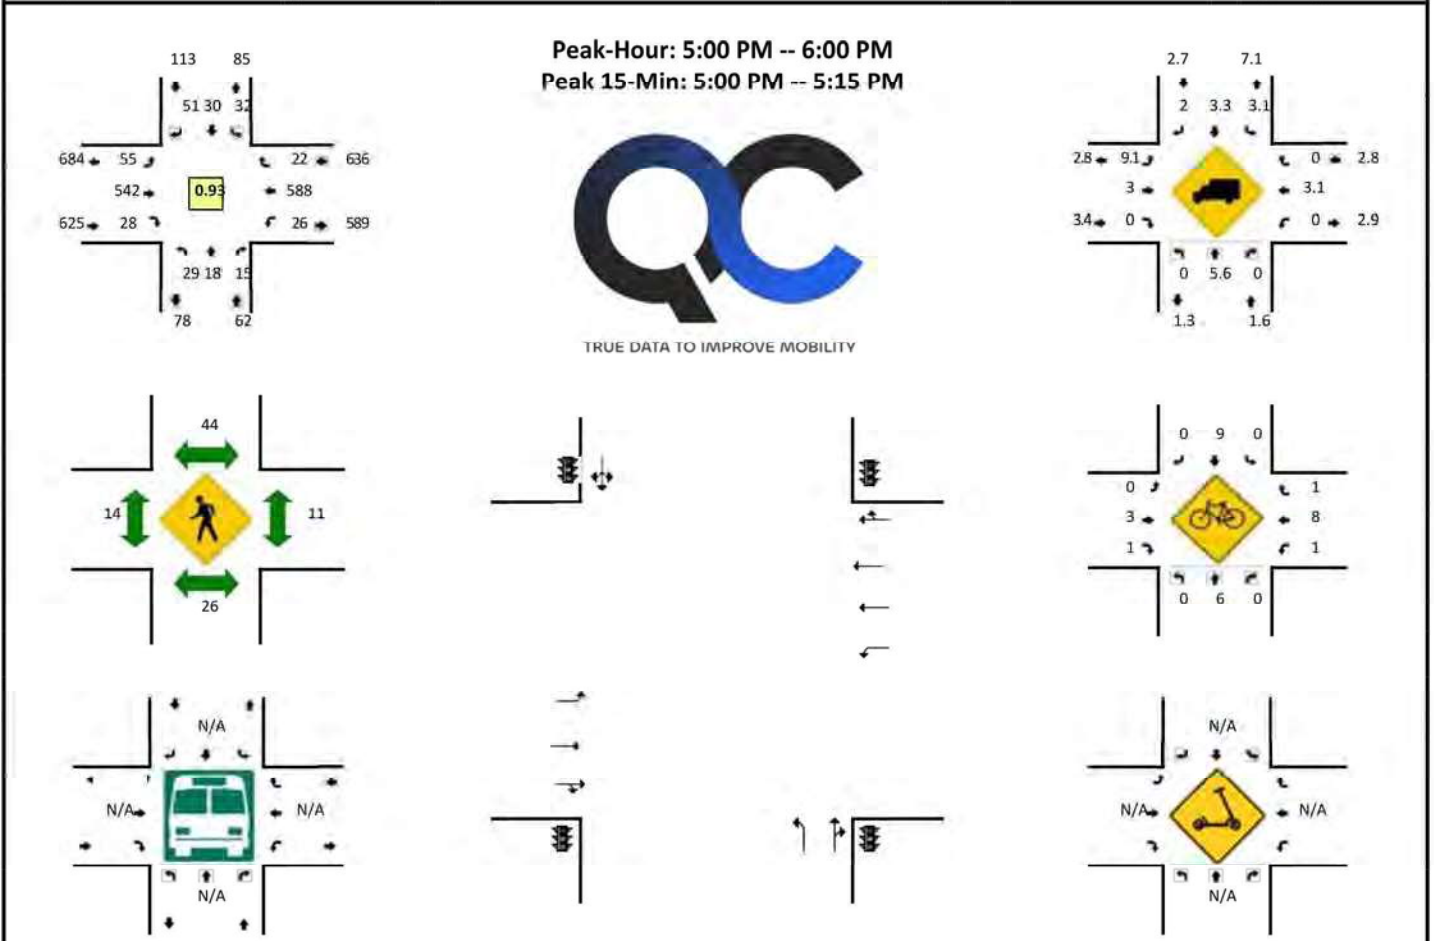 Peak-Hour: 5:00 PM -- 6:00 PM
Peak 15-Min: 5:00 PM -- 5:15 PM
113 85
51 30 32
684 55 22 636
542 0.93 588
625 28 26 589
29 18 15
78 62
QC
TRUE DATA TO IMPROVE MOBILITY
2.7 7.1
2 3.3 3.1
2.8 9.1 0 2.8
3 3.1
3.4 0 0 2.9
0 5.6 0
1.3 1.6
44
14 11
26
0 9 0
0 1
3 8
1 1
0 6 0
N/A
N/A N/A
N/A
N/A
N/A N/A
N/A